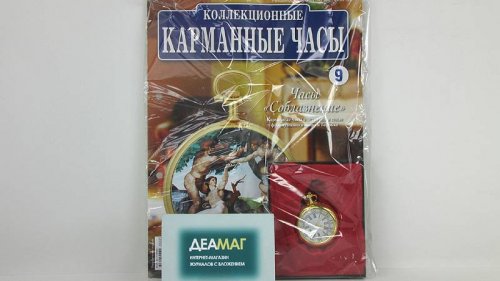 КОЛЛЕКЦИОННЫЕ
КАРМАННЫЕ ЧАСЫ
9
Часы
«Соблазнение»
ДЕАМАГ
ИНТЕРНЕТ-МАГАЗИН
ЖУРНАЛОВ С ВЛОЖЕНИЕМ